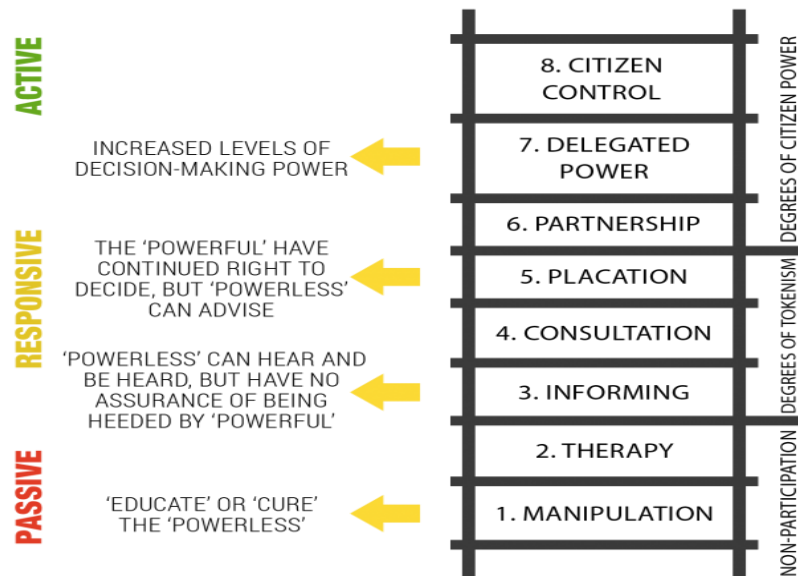 ACTIVE
8. CITIZEN
CONTROL
DEGREES OF CITIZEN POWER
INCREASED LEVELS OF
DECISION-MAKING POWER
7. DELEGATED
POWER
6. PARTNERSHIP
RESPONSIVE
THE ‘POWERFUL’ HAVE
CONTINUED RIGHT TO
DECIDE, BUT ‘POWERLESS’
CAN ADVISE
5. PLACATION
DEGREES OF TOKENISM
4. CONSULTATION
‘POWERLESS’ CAN HEAR AND
BE HEARD, BUT HAVE NO
ASSURANCE OF BEING
HEEDED BY ‘POWERFUL’
3. INFORMING
PASSIVE
2. THERAPY
NON-PARTICIPATION
‘EDUCATE’ OR ‘CURE’
THE ‘POWERLESS’
1. MANIPULATION